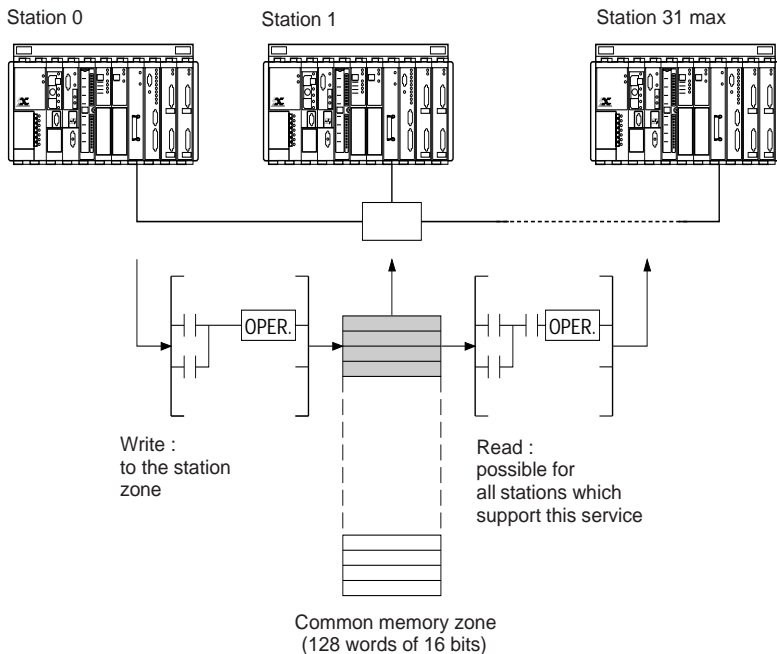 Station 0
Station 1
Station 31 max
OPER.
OPER.
Write :
to the station
zone
Read :
possible for
all stations which
support this service
Common memory zone
(128 words of 16 bits)